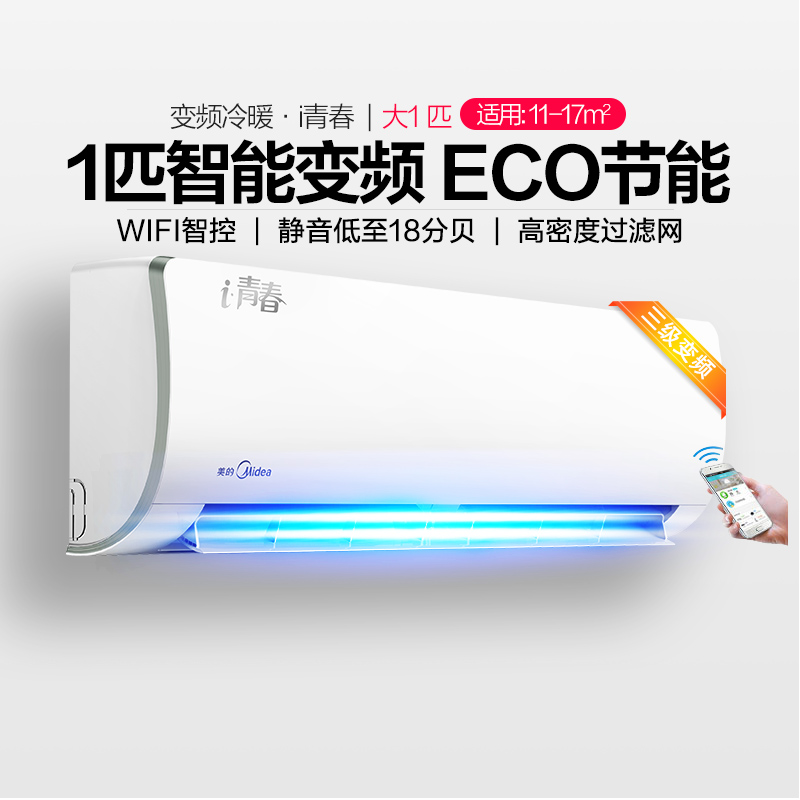 变频冷暖·i青春 | 大1匹 适用:11-17m²
1匹智能变频 ECO节能
WIFI智控 | 静音低至18分贝 | 高密度过滤网
i·青春
三级变频
美的 Midea